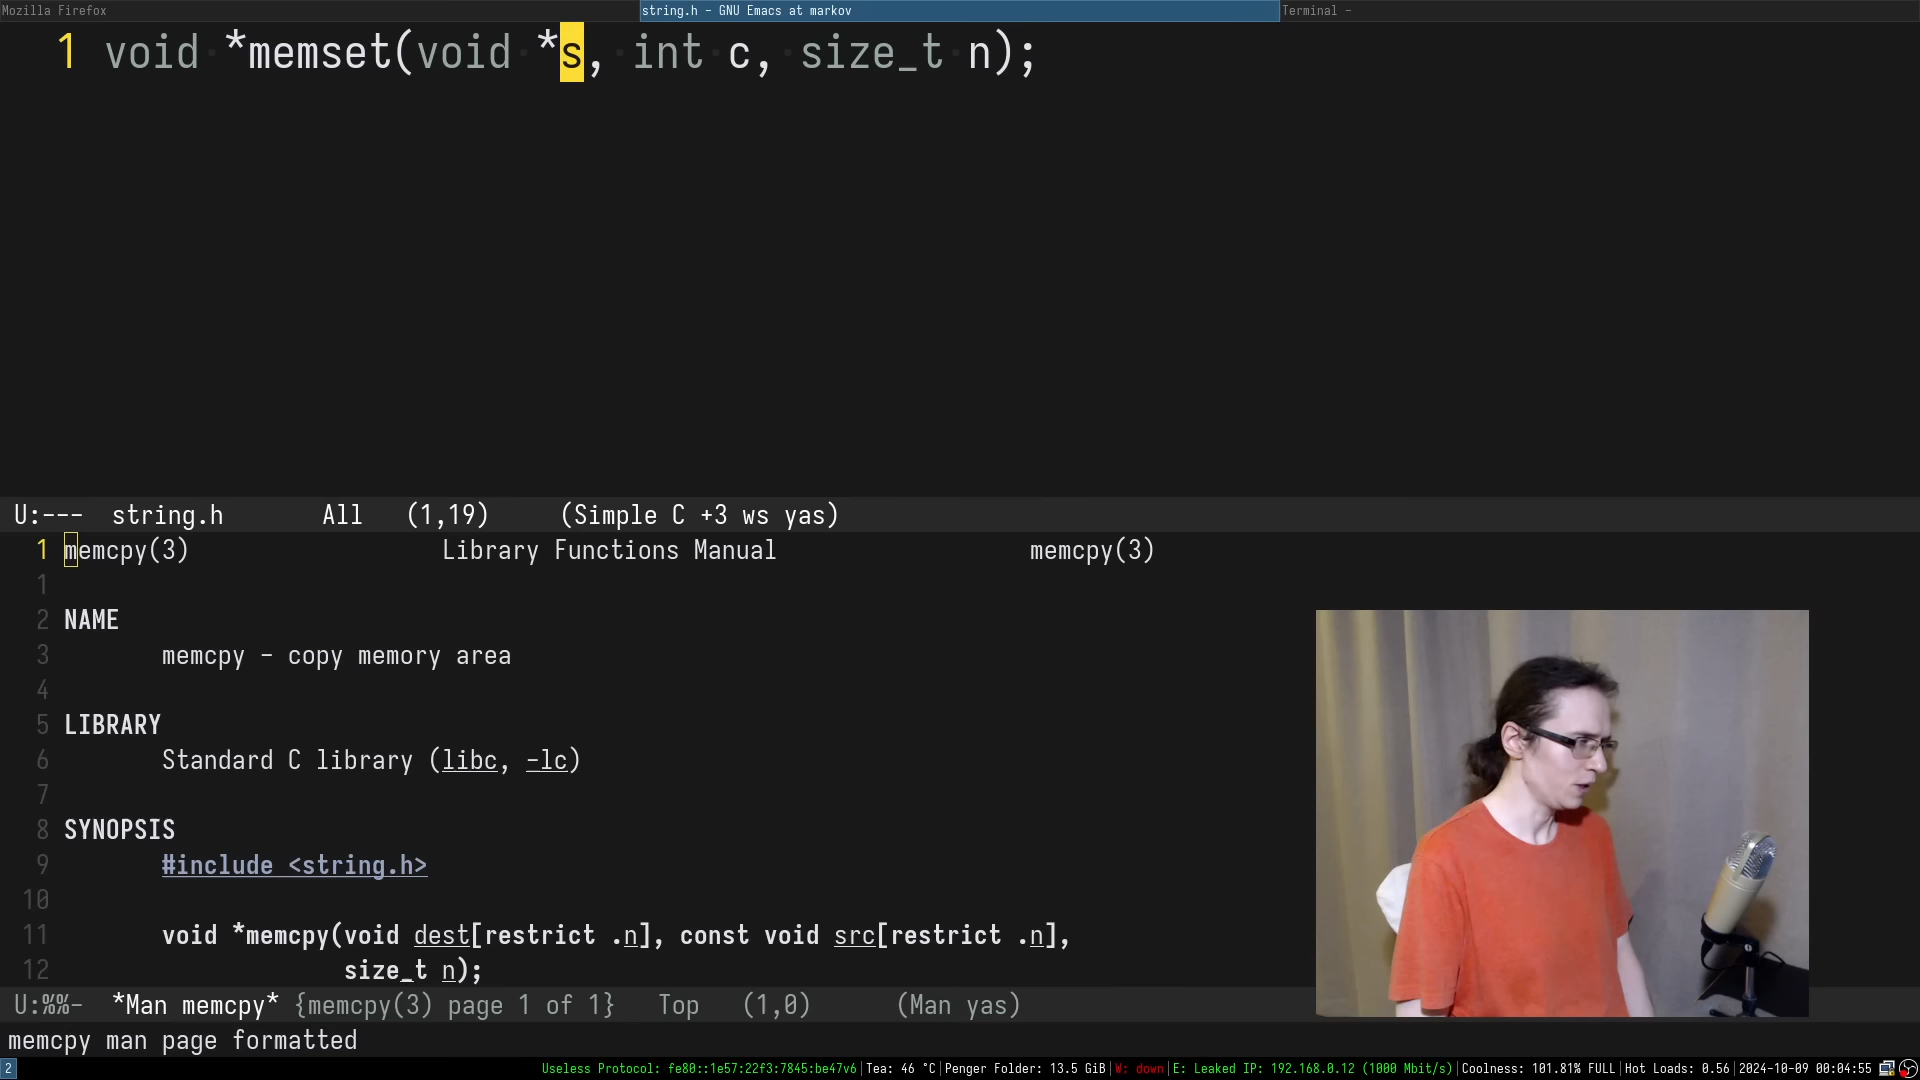 Mozilla Firefox
string.h - GNU Emacs at markov
Terminal -
1 void *memset(void *s, int c, size_t n);
U:--- string.h All (1,19) (Simple C +3 ws yas)
1 memcpy(3) Library Functions Manual memcpy(3)
1
2 NAME
3 memcpy - copy memory area
4
5 LIBRARY
6 Standard C library (libc, -lc)
7
8 SYNOPSIS
9 #include <string.h>
10
11 void *memcpy(void dest[restrict .n], const void src[restrict .n],
12 size_t n);
U:%%- *Man memcpy* {memcpy(3) page 1 of 1} Top (1,0) (Man yas)
memcpy man page formatted
2 Useless Protocol: fe80::1e57:22f3:7845:be47v6|Tea: 46 °C|Penger Folder: 13.5 GiB|W: down|E: Leaked IP: 192.168.0.12 (1000 Mbit/s)|Coolness: 101.81% FULL|Hot Loads: 0.56|2024-10-09 00:04:55